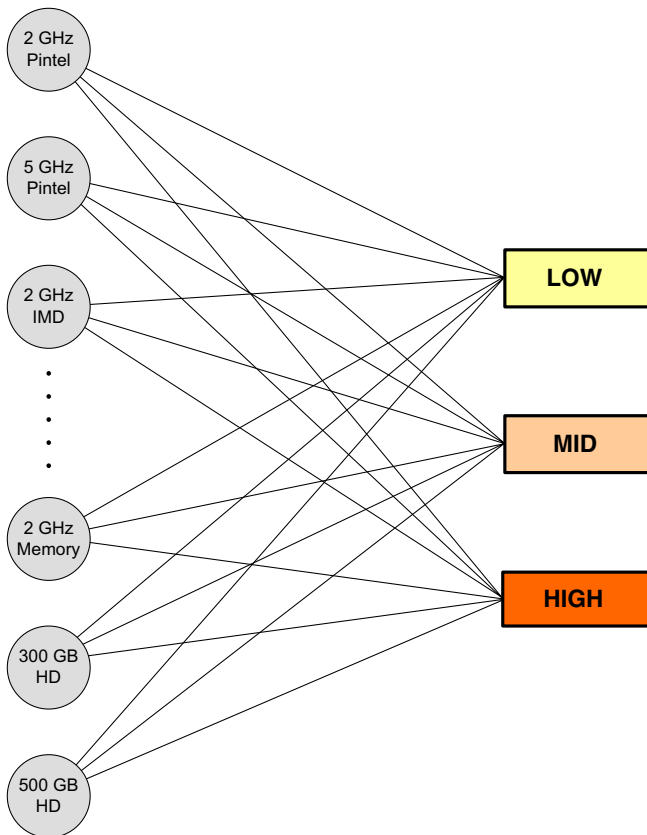 2 GHz
Pintel
5 GHz
Pintel
2 GHz
IMD
2 GHz
Memory
300 GB
HD
500 GB
HD
LOW
MID
HIGH